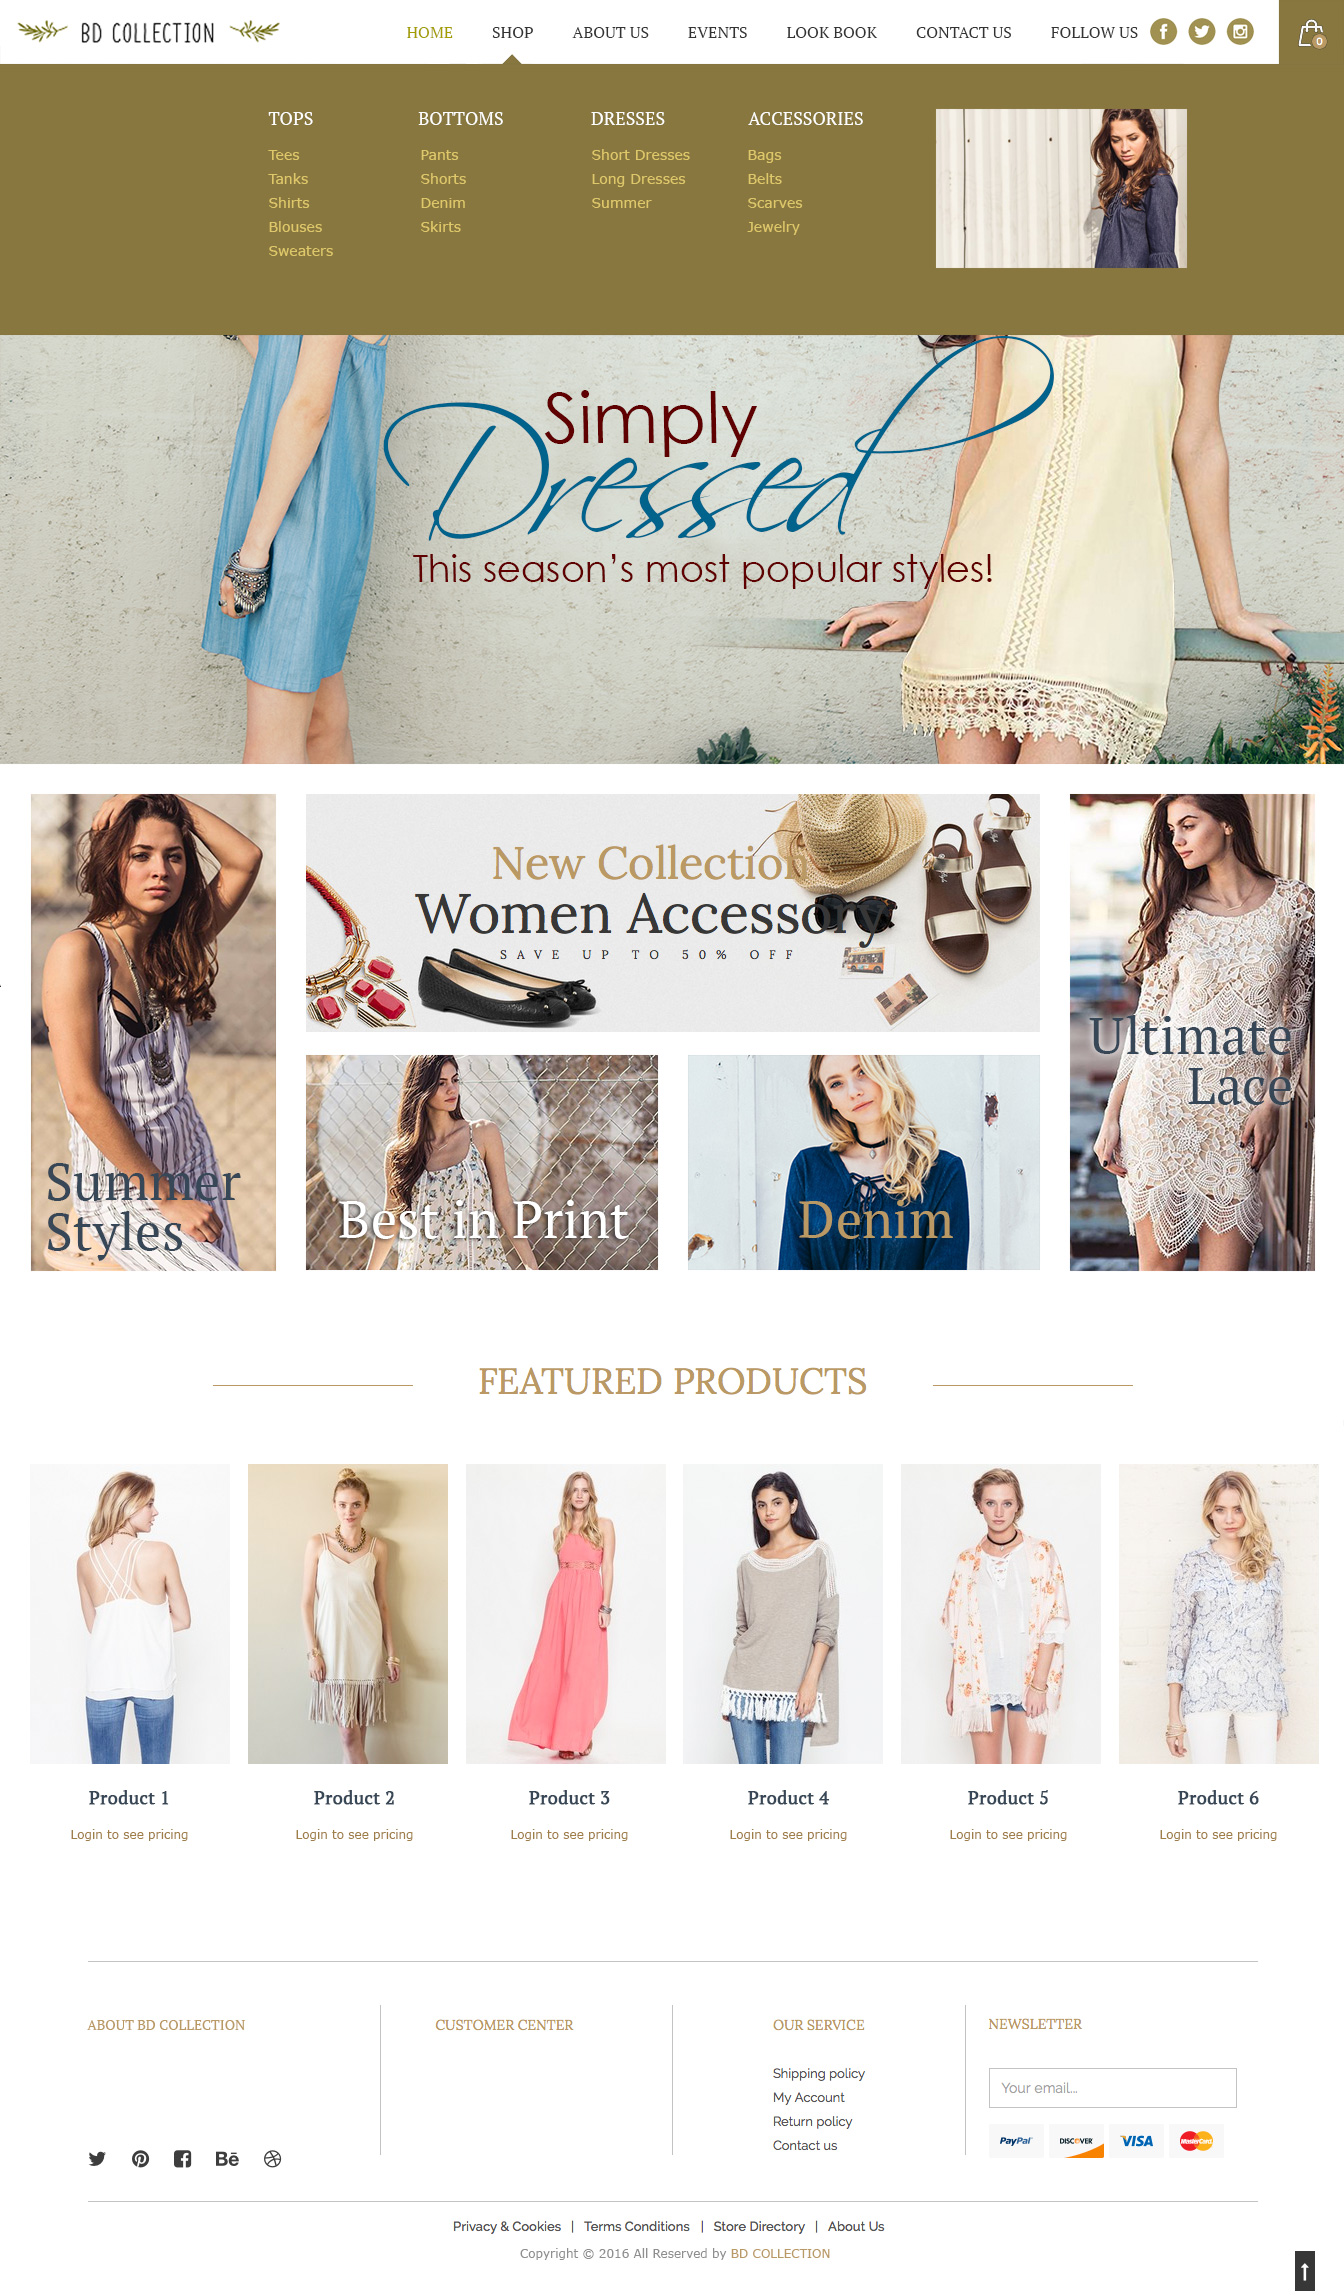 BD COLLECTION
HOME SHOP ABOUT US EVENTS LOOK BOOK CONTACT US FOLLOW US
0
TOPS
Tees
Tanks
Shirts
Blouses
Sweaters
BOTTOMS
Pants
Shorts
Denim
Skirts
DRESSES
Short Dresses
Long Dresses
Summer
ACCESSORIES
Bags
Belts
Scarves
Jewelry
Simply
Dressed
This season's most popular styles!
Summer
Styles
New Collection
Women Accessory
SAVE UP TO 50% OFF
Best in Print
Denim
Ultimate
Lace
FEATURED PRODUCTS
Product 1
Login to see pricing
Product 2
Login to see pricing
Product 3
Login to see pricing
Product 4
Login to see pricing
Product 5
Login to see pricing
Product 6
Login to see pricing
ABOUT BD COLLECTION
Bē
CUSTOMER CENTER
OUR SERVICE
Shipping policy
My Account
Return policy
Contact us
NEWSLETTER
Your email...
PayPal DISCOVER VISA MasterCard
Privacy & Cookies | Terms Conditions | Store Directory | About Us
Copyright © 2016 All Reserved by BD COLLECTION